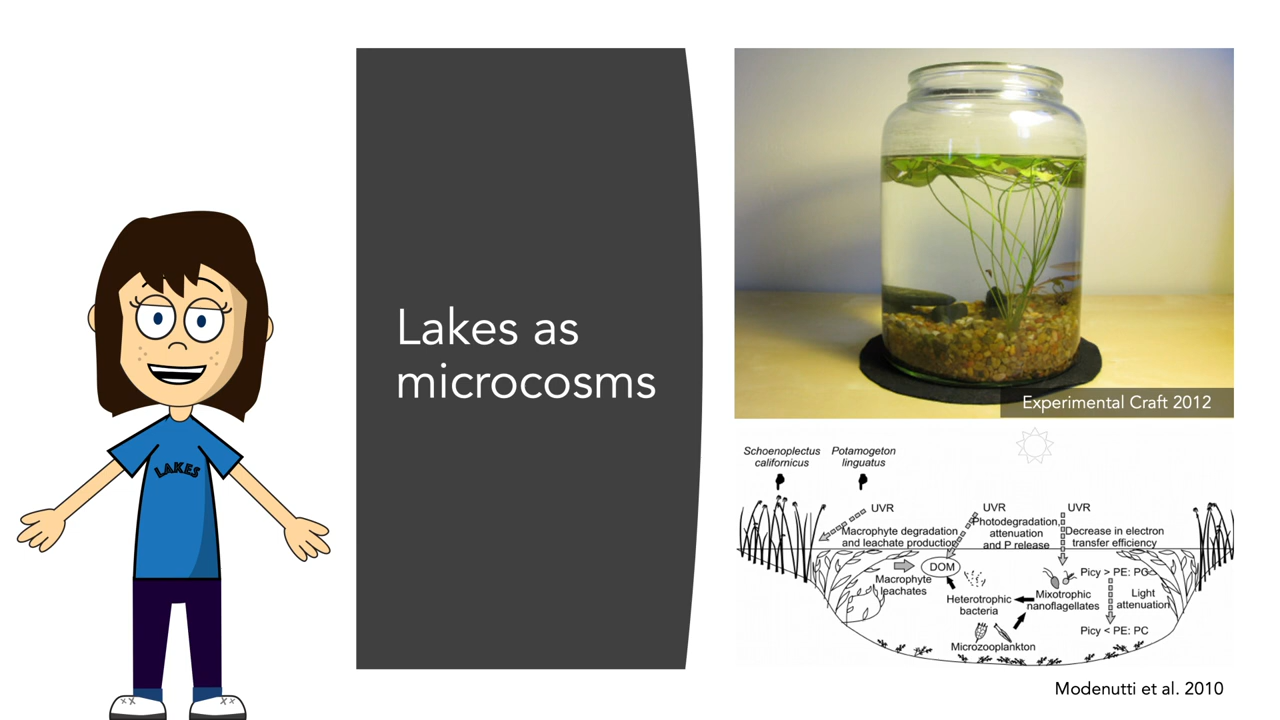 LAKES
Lakes as
microcosms
Experimental Craft 2012
Schoenoplectus
californicus
Potamogeton
linguatus
UVR
UVR
UVR
Macrophyte degradation
and leachate production
Photodegradation,
attenuation
and P release
Decrease in electron
transfer efficiency
DOM
Macrophyte
leachates
Heterotrophic
bacteria
Mixotrophic
nanoflagellates
Picy > PE: PC
Light
attenuation
Picy < PE: PC
Microzooplankton
Modenutti et al. 2010